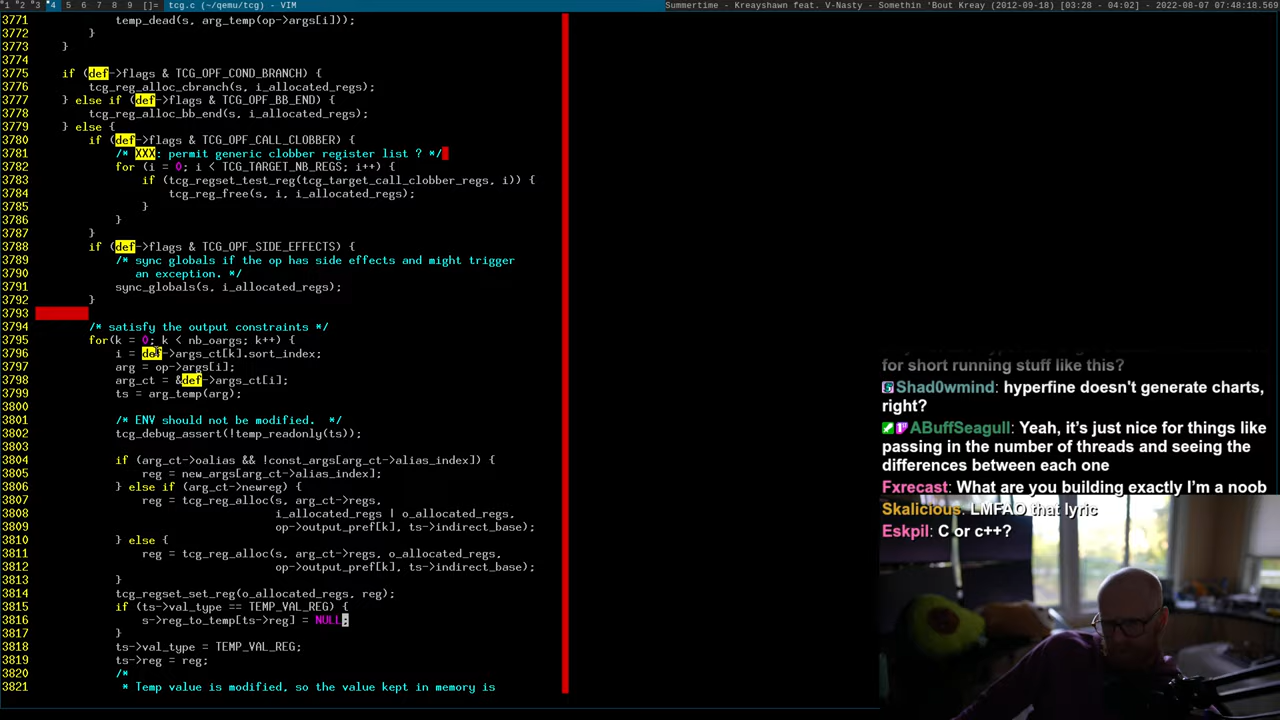 *1 *2 *3 *4 5 6 7 8 9 []= tcg.c (~/qemu/tcg) - VIM
Summertime - Kreayshawn feat. V-Nasty - Somethin 'Bout Kreay (2012-09-18) [03:28 - 04:02] - 2022-08-07 07:48:18.569
3771 temp_dead(s, arg_temp(op->args[i]));
3772 }
3773 }
3774
3775 if (def->flags & TCG_OPF_COND_BRANCH) {
3776 tcg_reg_alloc_cbranch(s, i_allocated_regs);
3777 } else if (def->flags & TCG_OPF_BB_END) {
3778 tcg_reg_alloc_bb_end(s, i_allocated_regs);
3779 } else {
3780 if (def->flags & TCG_OPF_CALL_CLOBBER) {
3781 /* XXX: permit generic clobber register list ? */
3782 for (i = 0; i < TCG_TARGET_NB_REGS; i++) {
3783 if (tcg_regset_test_reg(tcg_target_call_clobber_regs, i)) {
3784 tcg_reg_free(s, i, i_allocated_regs);
3785 }
3786 }
3787 }
3788 if (def->flags & TCG_OPF_SIDE_EFFECTS) {
3789 /* sync globals if the op has side effects and might trigger
3790 an exception. */
3791 sync_globals(s, i_allocated_regs);
3792 }
3793
3794 /* satisfy the output constraints */
3795 for(k = 0; k < nb_oargs; k++) {
3796 i = def->args_ct[k].sort_index;
3797 arg = op->args[i];
3798 arg_ct = &def->args_ct[i];
3799 ts = arg_temp(arg);
3800
3801 /* ENV should not be modified. */
3802 tcg_debug_assert(!temp_readonly(ts));
3803
3804 if (arg_ct->oalias && !const_args[arg_ct->alias_index]) {
3805 reg = new_args[arg_ct->alias_index];
3806 } else if (arg_ct->newreg) {
3807 reg = tcg_reg_alloc(s, arg_ct->regs,
3808 i_allocated_regs | o_allocated_regs,
3809 op->output_pref[k], ts->indirect_base);
3810 } else {
3811 reg = tcg_reg_alloc(s, arg_ct->regs, o_allocated_regs,
3812 op->output_pref[k], ts->indirect_base);
3813 }
3814 tcg_regset_set_reg(o_allocated_regs, reg);
3815 if (ts->val_type == TEMP_VAL_REG) {
3816 s->reg_to_temp[ts->reg] = NULL;
3817 }
3818 ts->val_type = TEMP_VAL_REG;
3819 ts->reg = reg;
3820 /*
3821 * Temp value is modified, so the value kept in memory is
for short running stuff like this?
Shad0wmind: hyperfine doesn't generate charts,
right?
ABuffSeagull: Yeah, it's just nice for things like
passing in the number of threads and seeing the
differences between each one
Fxrecast: What are you building exactly I'm a noob
Skalicious: LMFAO that lyric
Eskpil: C or c++?